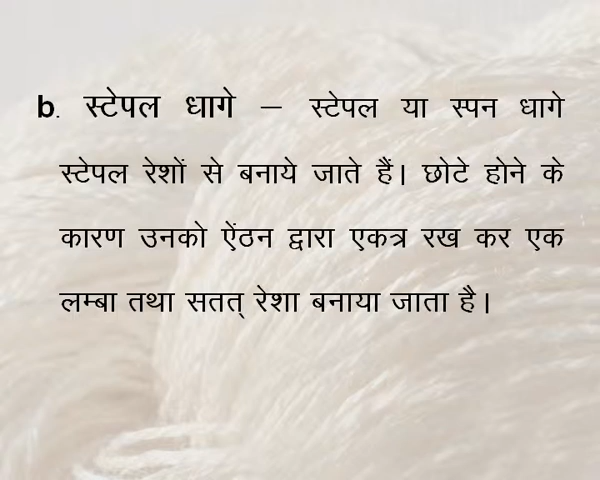 b. स्टेपल धागे – स्टेपल या स्पन धागे
स्टेपल रेशों से बनाये जाते हैं। छोटे होने के
कारण उनको ऐंठन द्वारा एकत्र रख कर एक
लम्बा तथा सतत् रेशा बनाया जाता है।